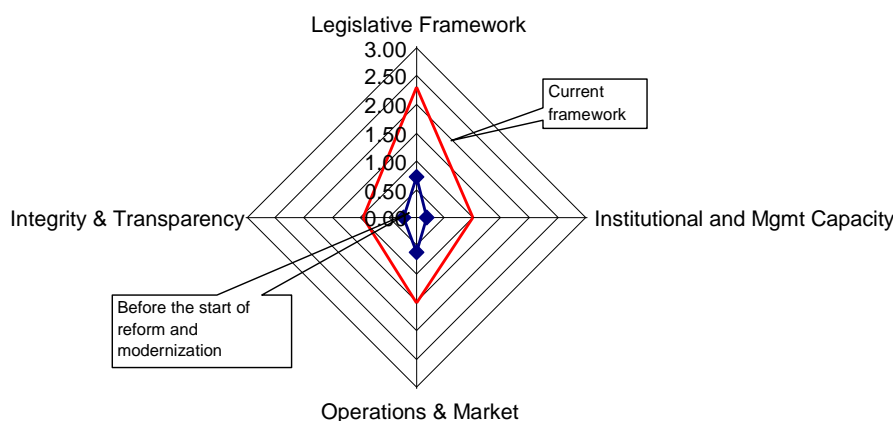 Legislative Framework
3.00
2.50
2.00
1.50
1.00
0.50
0.00
Current
framework
Integrity & Transparency
Institutional and Mgmt Capacity
Before the start of
reform and
modernization
Operations & Market